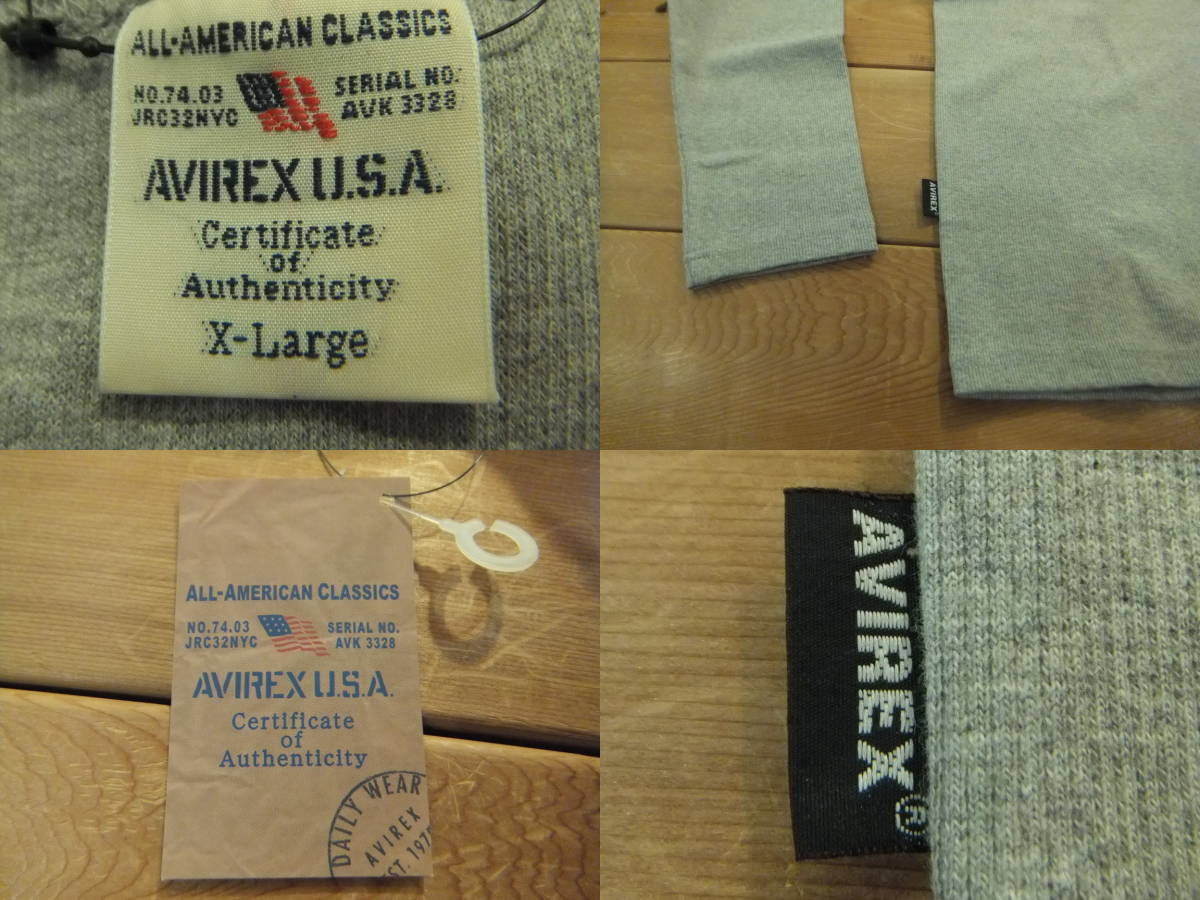 ALL-AMERICAN CLASSICS
NO.74.03
JRC32NYC
SERIAL NO.
AVK 3328
AVIREX U.S.A.
Certificate
of
Authenticity
X-Large
AVIREX
ALL-AMERICAN CLASSICS
NO.74.03
JRC32NYC
SERIAL NO.
AVK 3328
AVIREX U.S.A.
Certificate
of
Authenticity
DAILY WEAR
AVIREX
AVIREX®